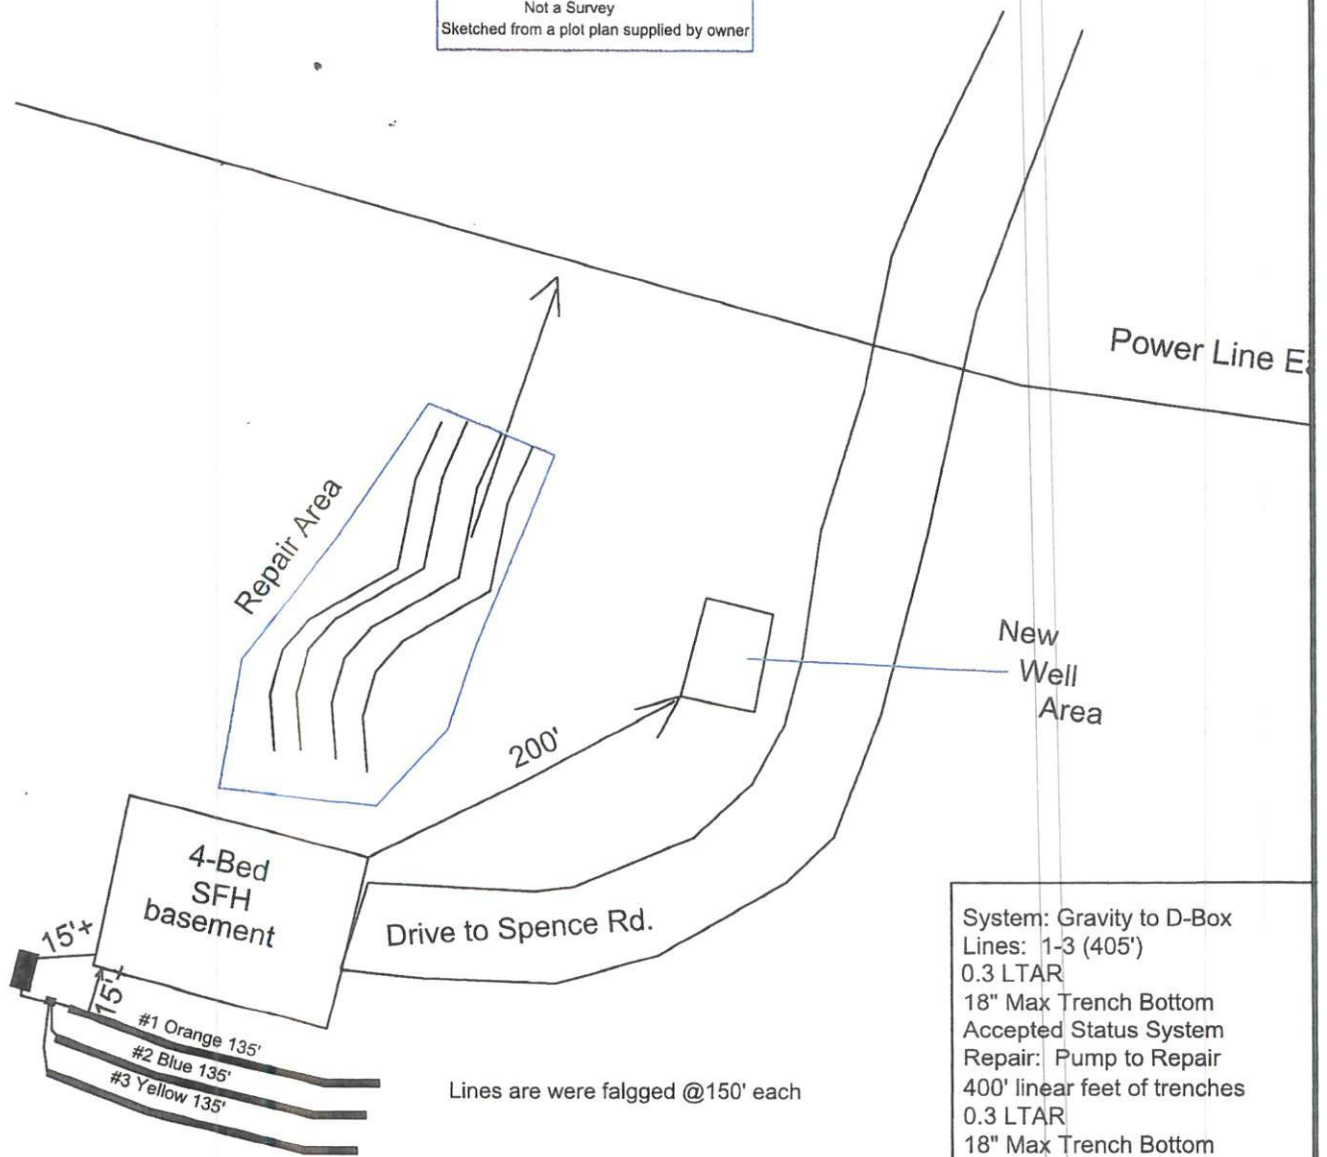 Not a Survey
Sketched from a plot plan supplied by owner
Power Line
Repair Area
New
Well
Area
200'
4-Bed
SFH
basement
Drive to Spence Rd.
15'+
15'+
#1 Orange 135'
#2 Blue 135'
#3 Yellow 135'
Lines are were falgged @150' each
System: Gravity to D-Box
Lines: 1-3 (405')
0.3 LTAR
18" Max Trench Bottom
Accepted Status System
Repair: Pump to Repair
400' linear feet of trenches
0.3 LTAR
18" Max Trench Bottom